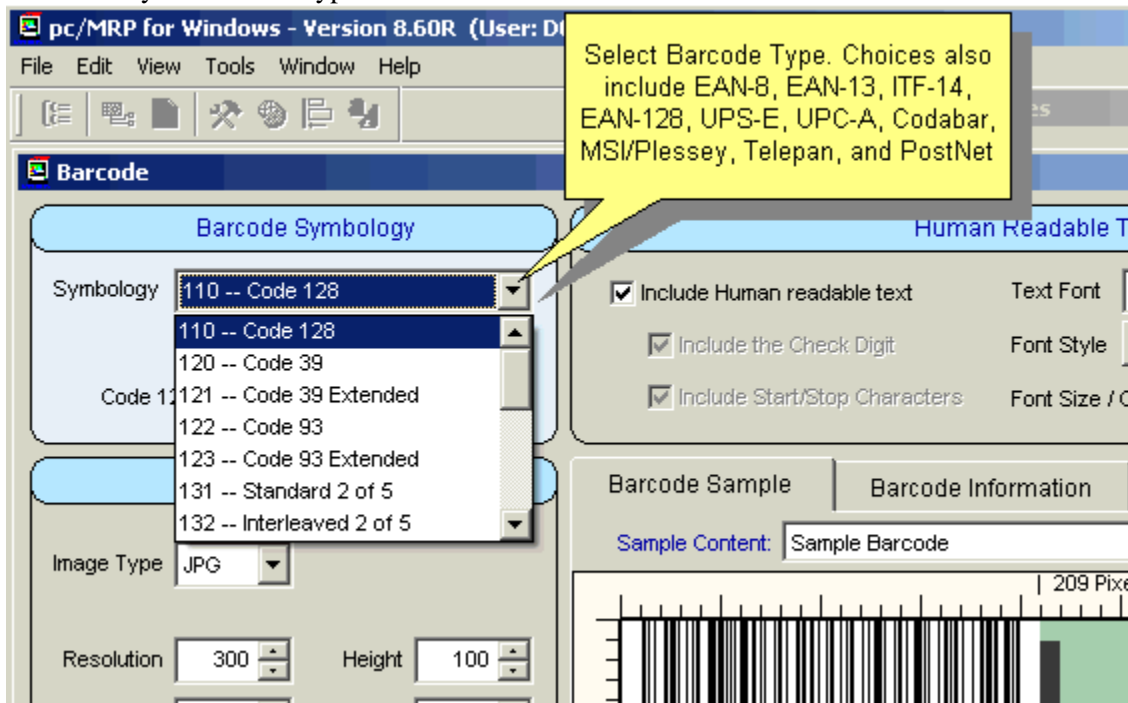 pc/MRP for Windows - Version 8.60R (User:
Select Barcode Type. Choices also
include EAN-8, EAN-13, ITF-14,
EAN-128, UPS-E, UPC-A, Codabar,
MSI/Plessey, Telepan, and PostNet
File Edit View Tools Window Help
Barcode
Barcode Symbology
Human Readable
Symbology 110 -- Code 128
Include Human readable text Text Font
110 -- Code 128
120 -- Code 39
121 -- Code 39 Extended
122 -- Code 93
123 -- Code 93 Extended
131 -- Standard 2 of 5
132 -- Interleaved 2 of 5
Include the Check Digit Font Style
Code
Include Start/Stop Characters Font Size /
Barcode Sample Barcode Information
Sample Content: Sample Barcode
Image Type JPG
209
Resolution 300 Height 100